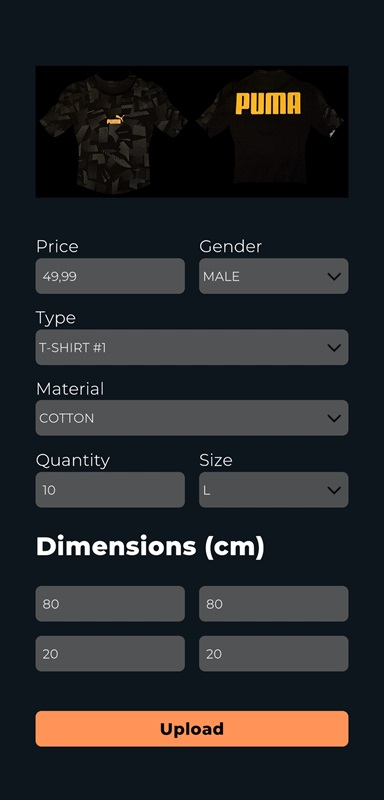 PUMA
PUMA
Price
Gender
49,99
MALE
Type
T-SHIRT #1
Material
COTTON
Quantity
Size
10
L
Dimensions (cm)
80
80
20
20
Upload